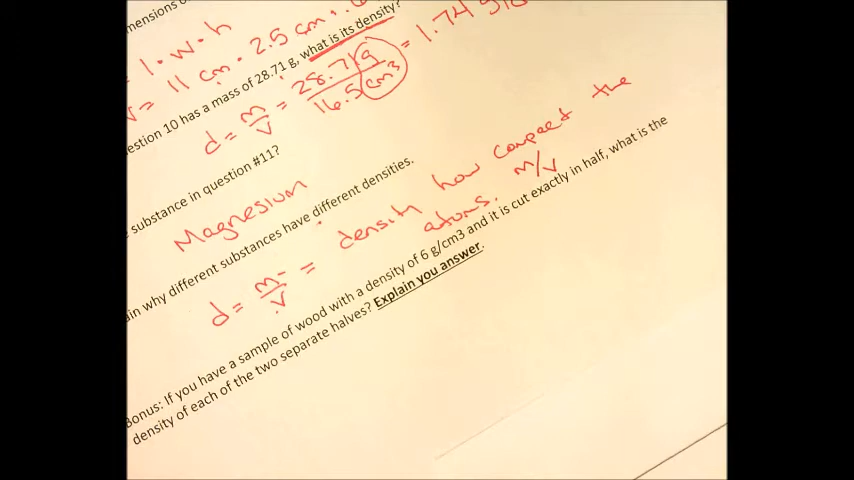 mensions o
= l · w · h
V = 11 cm · 2.5 cm ·
estion 10 has a mass of 28.71 g, what is its density?
d = m/V = 28.71 g / 16.5 cm³ = 1.74
substance in question #11?
Magnesium
in why different substances have different densities.
d = m/v = density how compact the
atoms. m/v
Bonus: If you have a sample of wood with a density of 6 g/cm3 and it is cut exactly in half, what is the
density of each of the two separate halves? Explain you answer.